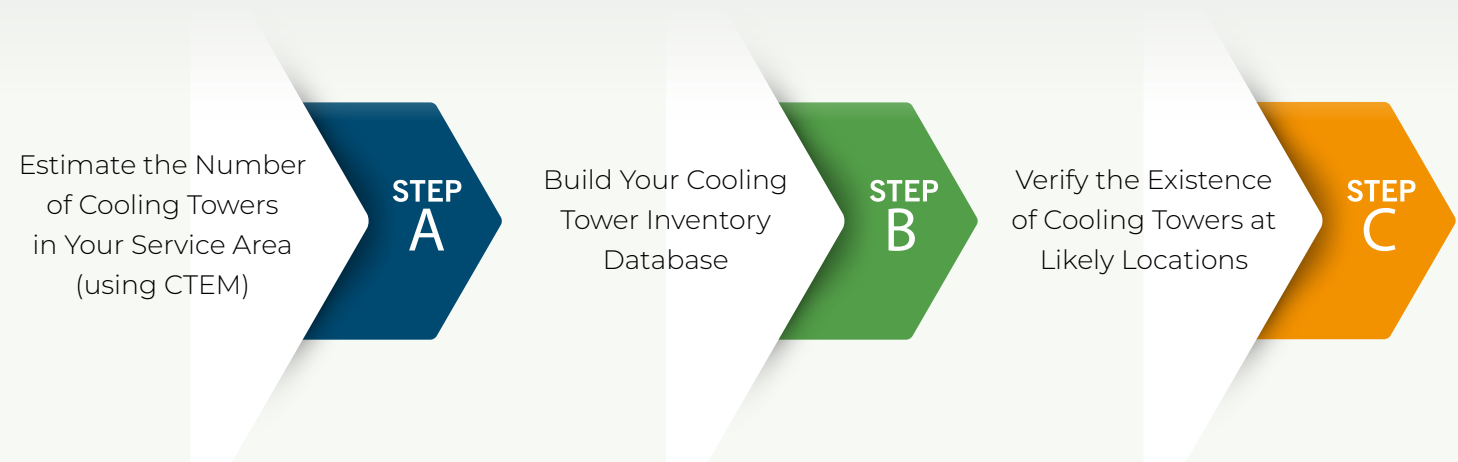 Estimate the Number
of Cooling Towers
in Your Service Area
(using CTEM)
STEP
A
Build Your Cooling
Tower Inventory
Database
STEP
B
Verify the Existence
of Cooling Towers at
Likely Locations
STEP
C